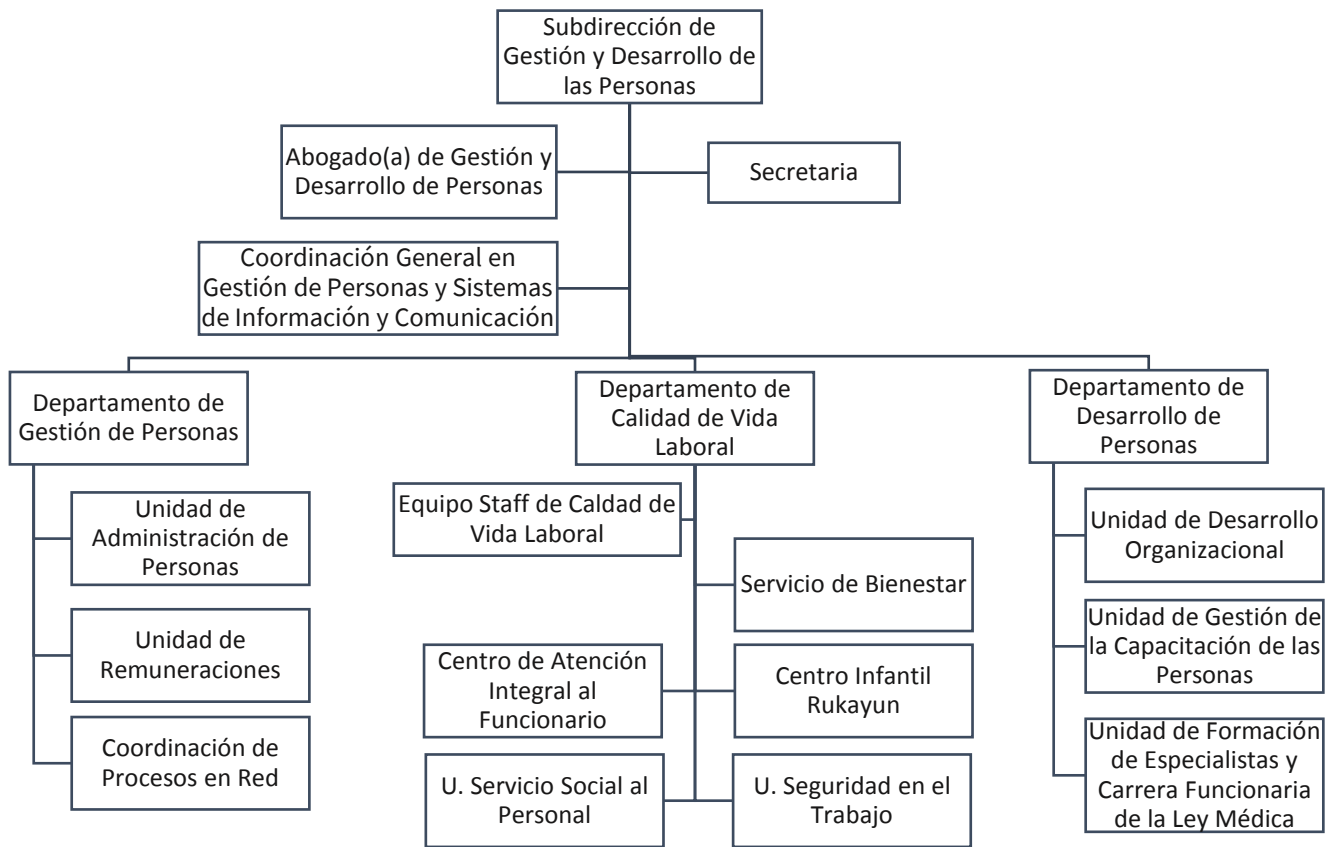 Subdirección de
Gestión y Desarrollo de
las Personas
Abogado(a) de Gestión y
Desarrollo de Personas
Secretaria
Coordinación General en
Gestión de Personas y Sistemas
de Información y Comunicación
Departamento de
Gestión de Personas
Unidad de
Administración de
Personas
Unidad de
Remuneraciones
Coordinación de
Procesos en Red
Departamento de
Calidad de Vida
Laboral
Equipo Staff de Caldad de
Vida Laboral
Servicio de Bienestar
Centro de Atención
Integral al
Funcionario
Centro Infantil
Rukayun
U. Servicio Social al
Personal
U. Seguridad en el
Trabajo
Departamento de
Desarrollo de
Personas
Unidad de Desarrollo
Organizacional
Unidad de Gestión de
la Capacitación de las
Personas
Unidad de Formación
de Especialistas y
Carrera Funcionaria
de la Ley Médica